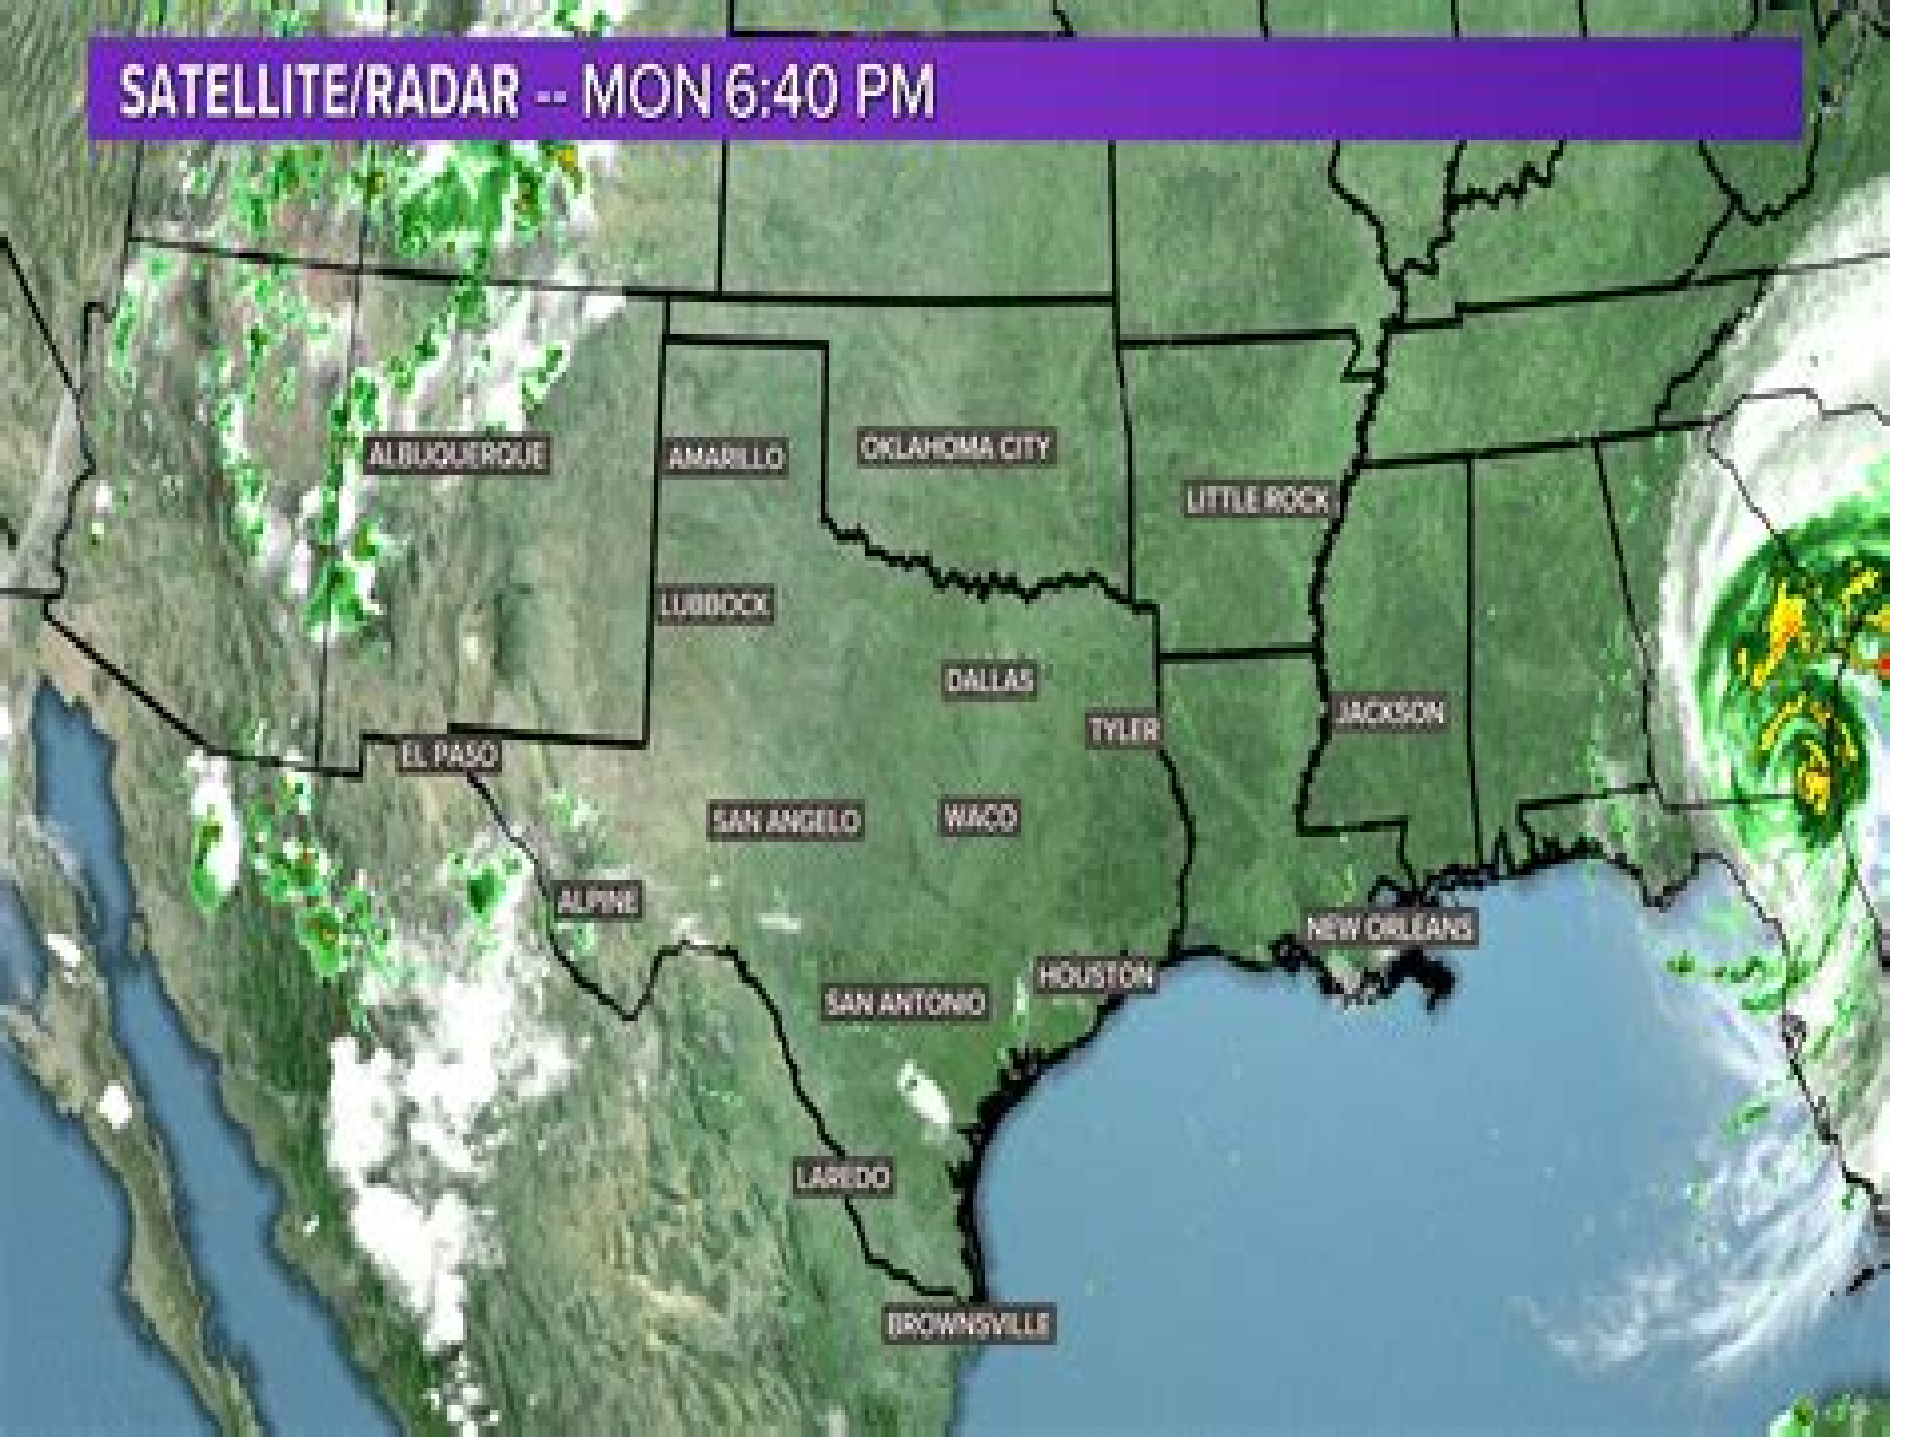 SATELLITE/RADAR -- MON 6:40 PM
ALBUQUERQUE
AMARILLO
OKLAHOMA CITY
LITTLE ROCK
LUBBOCK
DALLAS
TYLER
JACKSON
EL PASO
SAN ANGELO
WACO
ALPINE
NEW ORLEANS
HOUSTON
SAN ANTONIO
LAREDO
BROWNSVILLE